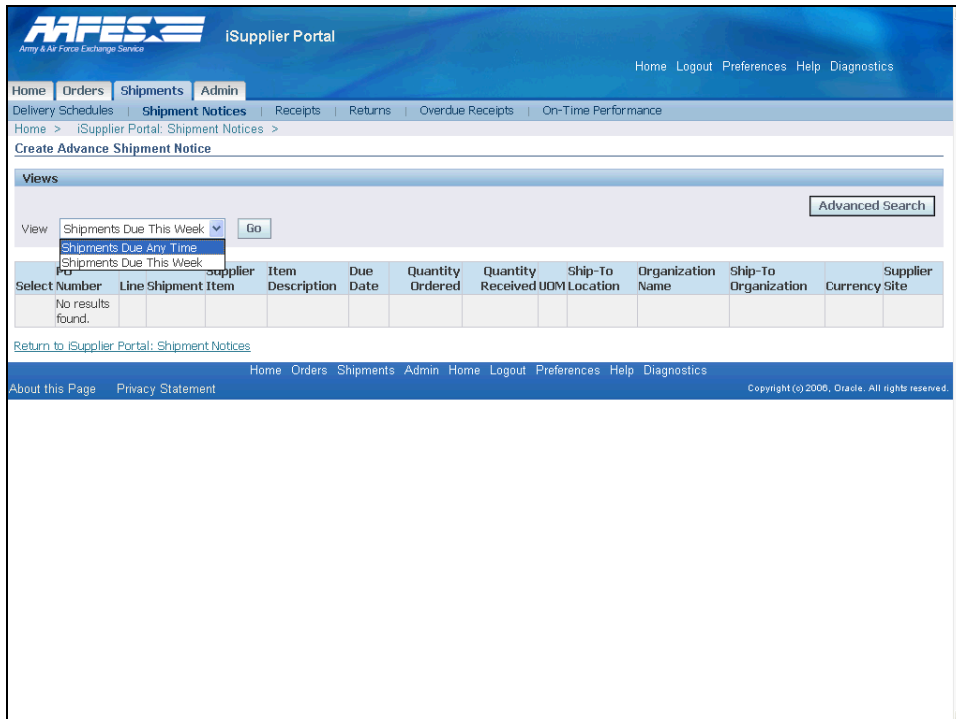 AAFES
Army & Air Force Exchange Service
iSupplier Portal
Home Logout Preferences Help Diagnostics
Home Orders Shipments Admin
Delivery Schedules | Shipment Notices | Receipts | Returns | Overdue Receipts | On-Time Performance
Home > iSupplier Portal: Shipment Notices >
Create Advance Shipment Notice
Views
Advanced Search
View Shipments Due This Week Go
Shipments Due Any Time
Shipments Due This Week
Select PO Number Line Shipment Supplier Item Item Description Due Date Quantity Ordered Quantity Received UOM Ship-To Location Organization Name Ship-To Organization Currency Supplier Site
No results found.
Return to iSupplier Portal: Shipment Notices
Home Orders Shipments Admin Home Logout Preferences Help Diagnostics
About this Page Privacy Statement Copyright (c) 2006, Oracle. All rights reserved.